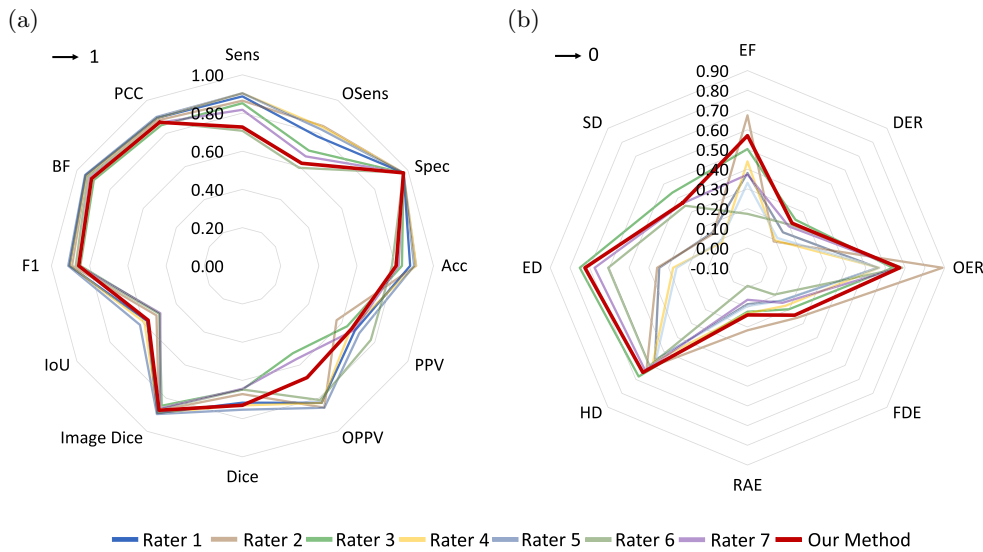 (a)
→ 1
Sens
OSens
Spec
Acc
PPV
OPPV
Dice
Image Dice
IoU
F1
BF
PCC
1.00
0.80
0.60
0.40
0.20
0.00
(b)
→ 0
EF
DER
OER
FDE
RAE
HD
ED
SD
0.90
0.80
0.70
0.60
0.50
0.40
0.30
0.20
0.10
0.00
-0.10
Rater 1 Rater 2 Rater 3 Rater 4 Rater 5 Rater 6 Rater 7 Our Method